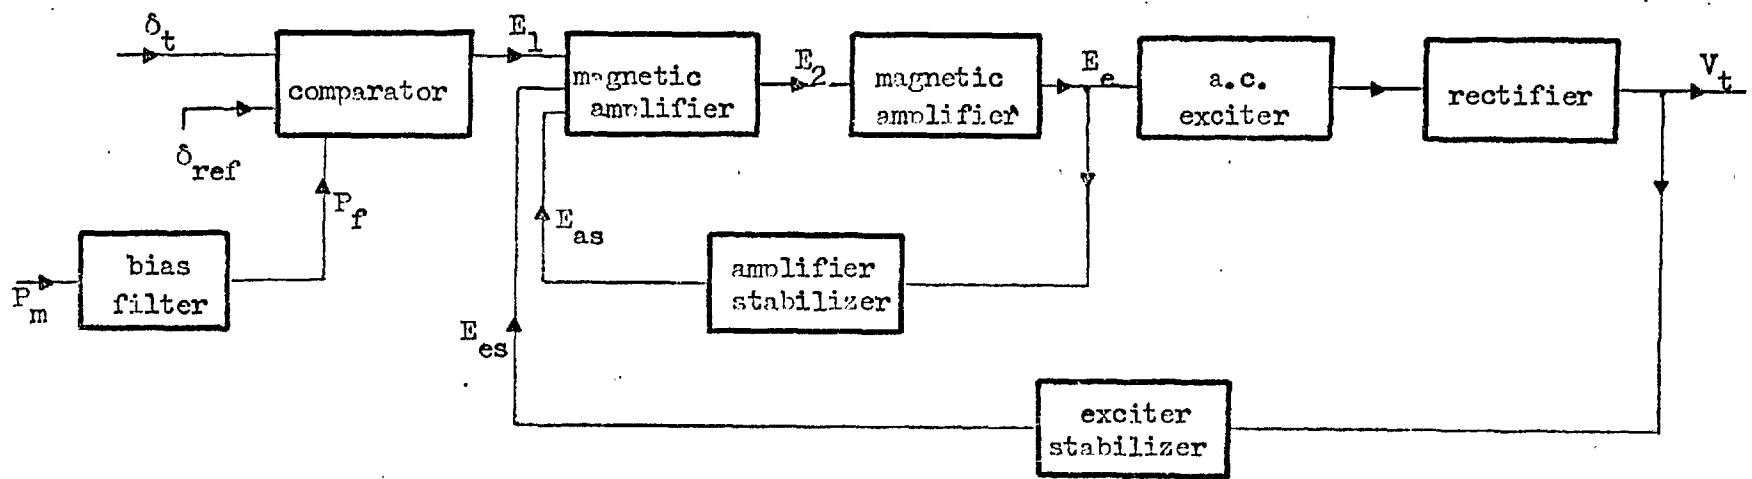 δt
E1
comparator
magnetic
amplifier
E2
magnetic
amplifier
Ee
a.c.
exciter
rectifier
Vt
δref
Pf
bias
filter
Pm
Eas
amplifier
stabilizer
Ees
exciter
stabilizer